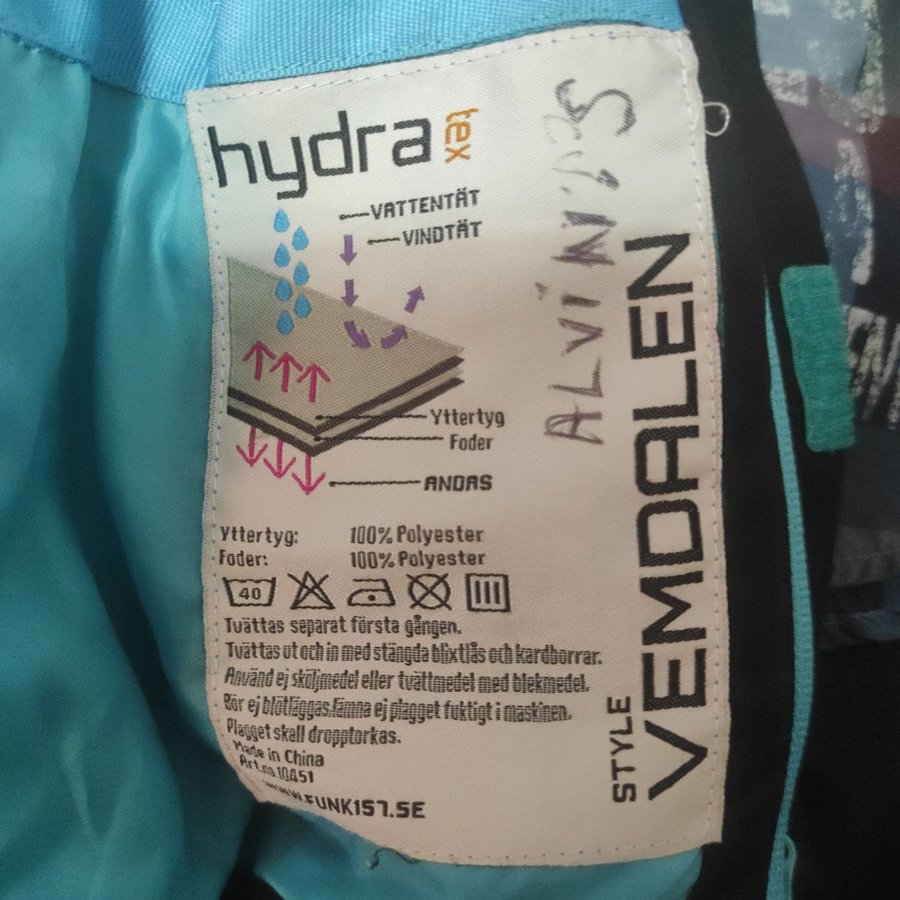 hydra tex
VATTENTÄT
VINDTÄT
Yttertyg
Foder
ANDAS
Yttertyg: 100% Polyester
Foder: 100% Polyester
40
Tvättas separat första gången.
Tvättas ut och in med stängda blixtlås och kardborrar.
Använd ej sköljmedel eller tvättmedel med blekmedel.
Bör ej blötläggas.Lämna ej plagget fuktigt i maskinen.
Plagget skall dropptorkas.
Made in China
Art.no.10451
WWW.FUNK157.SE
ALVIN
STYLE VEMDALEN